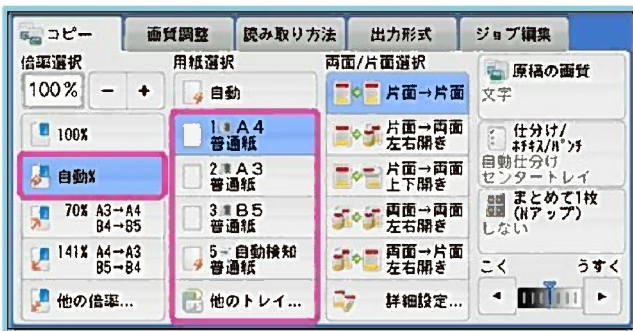 コピー
画質調整
読み取り方法
出力形式
ジョブ編集
倍率選択
100%
-
+
100%
自動%
70% A3→A4
B4→B5
141% A4→A3
B5→B4
他の倍率...
用紙選択
自動
1 A4
普通紙
2 A3
普通紙
3 B5
普通紙
5 自動検知
普通紙
他のトレイ...
両面/片面選択
片面→片面
片面→両面
左右開き
片面→両面
上下開き
両面→両面
左右開き
両面→片面
左右開き
詳細設定...
原稿の画質
文字
仕分け/
ホチキス/パンチ
自動仕分け
センタートレイ
まとめて1枚
(Nアップ)
しない
こく
うすく